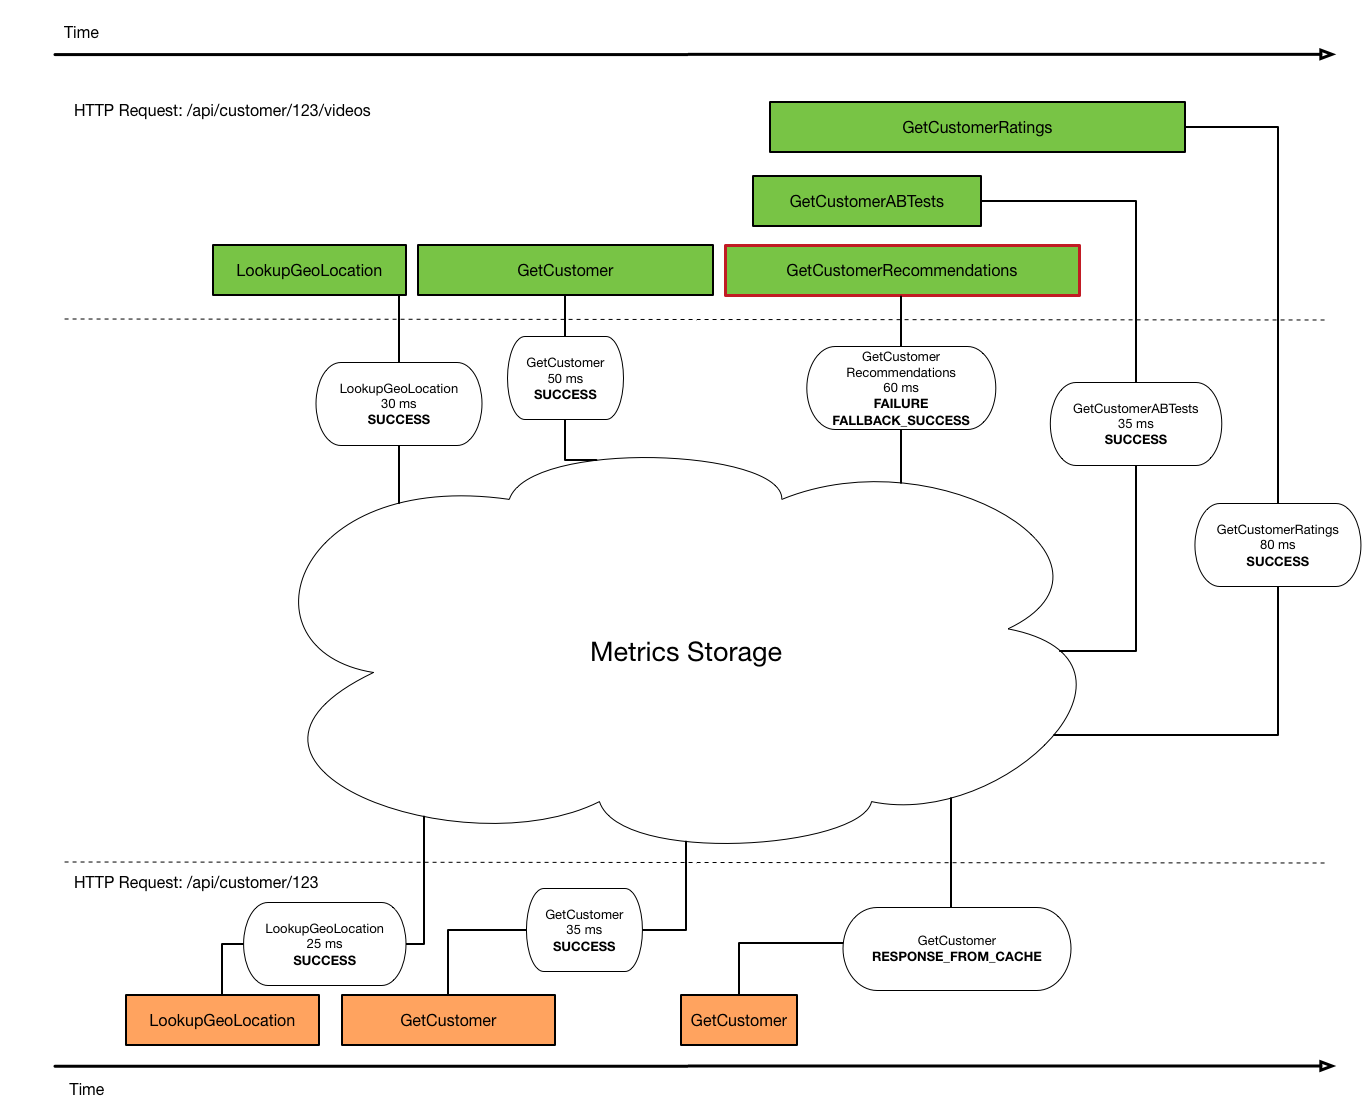 Time
HTTP Request: /api/customer/123/videos
GetCustomerRatings
GetCustomerABTests
LookupGeoLocation
GetCustomer
GetCustomerRecommendations
LookupGeoLocation
30 ms
SUCCESS
GetCustomer
50 ms
SUCCESS
GetCustomer
Recommendations
60 ms
FAILURE
FALLBACK_SUCCESS
GetCustomerABTests
35 ms
SUCCESS
GetCustomerRatings
80 ms
SUCCESS
Metrics Storage
HTTP Request: /api/customer/123
LookupGeoLocation
25 ms
SUCCESS
GetCustomer
35 ms
SUCCESS
GetCustomer
RESPONSE_FROM_CACHE
LookupGeoLocation
GetCustomer
GetCustomer
Time